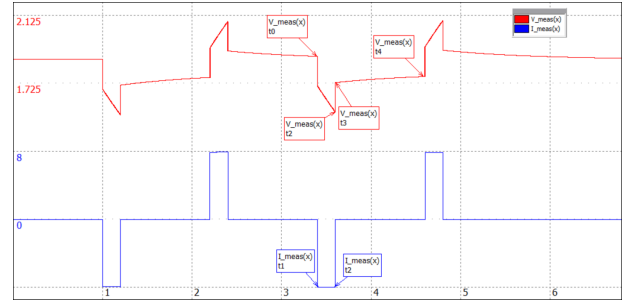 2.125
V_meas(x)
I_meas(x)
V_meas(x)
t0
V_meas(x)
t4
1.725
V_meas(x)
t2
V_meas(x)
t3
8
0
I_meas(x)
t1
I_meas(x)
t2
1 2 3 4 5 6